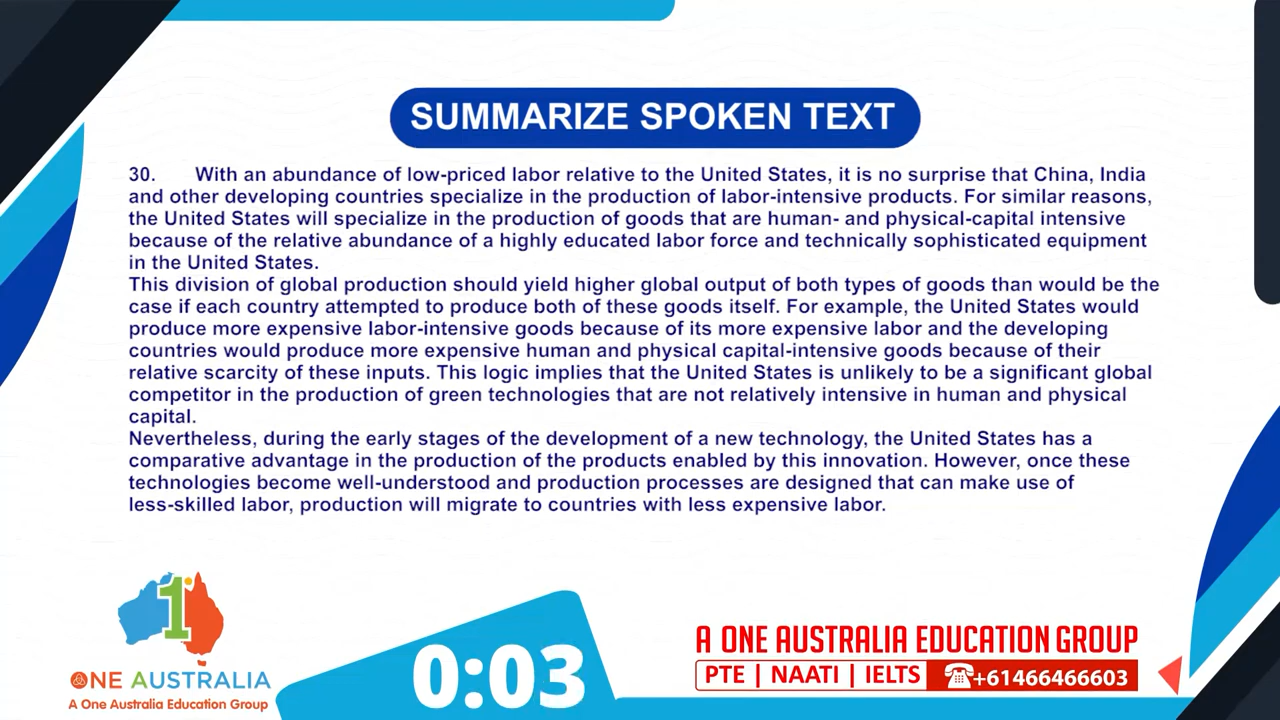 SUMMARIZE SPOKEN TEXT
30. With an abundance of low-priced labor relative to the United States, it is no surprise that China, India
and other developing countries specialize in the production of labor-intensive products. For similar reasons,
the United States will specialize in the production of goods that are human- and physical-capital intensive
because of the relative abundance of a highly educated labor force and technically sophisticated equipment
in the United States.
This division of global production should yield higher global output of both types of goods than would be the
case if each country attempted to produce both of these goods itself. For example, the United States would
produce more expensive labor-intensive goods because of its more expensive labor and the developing
countries would produce more expensive human and physical capital-intensive goods because of their
relative scarcity of these inputs. This logic implies that the United States is unlikely to be a significant global
competitor in the production of green technologies that are not relatively intensive in human and physical
capital.
Nevertheless, during the early stages of the development of a new technology, the United States has a
comparative advantage in the production of the products enabled by this innovation. However, once these
technologies become well-understood and production processes are designed that can make use of
less-skilled labor, production will migrate to countries with less expensive labor.
1
ONE AUSTRALIA
A One Australia Education Group
0:03
A ONE AUSTRALIA EDUCATION GROUP
PTE | NAATI | IELTS +61466466603